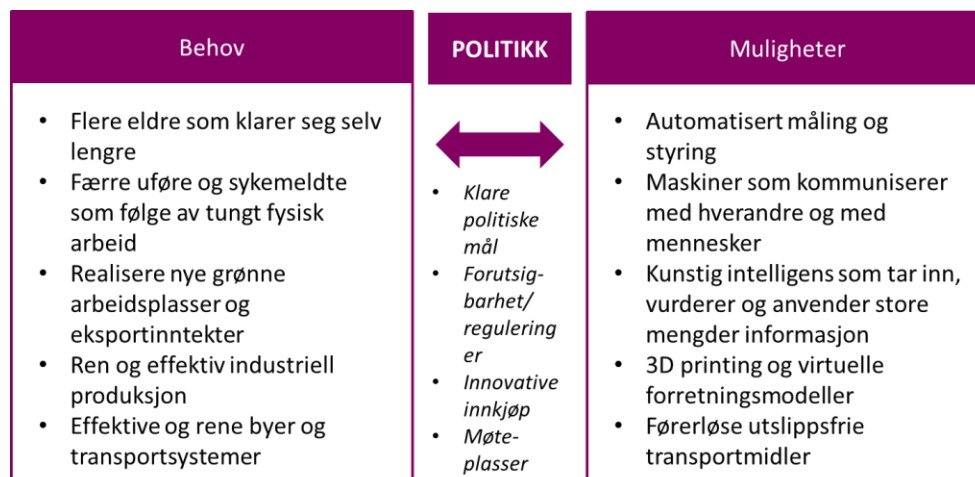 Behov
• Flere eldre som klarer seg selv
lengre
• Færre uføre og sykemeldte
som følge av tungt fysisk
arbeid
• Realisere nye grønne
arbeidsplasser og
eksportinntekter
• Ren og effektiv industriell
produksjon
• Effektive og rene byer og
transportsystemer
POLITIKK
• Klare
politiske
mål
• Forutsig-
barhet/
regulering
er
• Innovative
innkjøp
• Møte-
plasser
Muligheter
• Automatisert måling og
styring
• Maskiner som kommuniserer
med hverandre og med
mennesker
• Kunstig intelligens som tar inn,
vurderer og anvender store
mengder informasjon
• 3D printing og virtuelle
forretningsmodeller
• Førerløse utslippsfrie
transportmidler